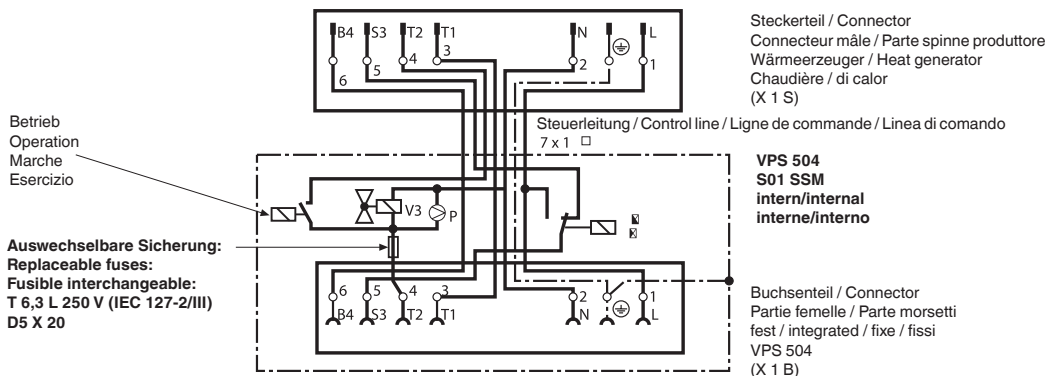 B4 S3 T2 T1 N L
6 5 4 3 2 1
Steckerteil / Connector
Connecteur mâle / Parte spinne produttore
Wärmeerzeuger / Heat generator
Chaudière / di calor
(X 1 S)
Steuerleitung / Control line / Ligne de commande / Linea di comando
7 x 1
Betrieb
Operation
Marche
Esercizio
VPS 504
S01 SSM
intern/internal
interne/interno
V3 P
Auswechselbare Sicherung:
Replaceable fuses:
Fusible interchangeable:
T 6,3 L 250 V (IEC 127-2/III)
D5 X 20
6 5 4 3 2 1
B4 S3 T2 T1 N L
Buchsenteil / Connector
Partie femelle / Parte morsetti
fest / integrated / fixe / fissi
VPS 504
(X 1 B)